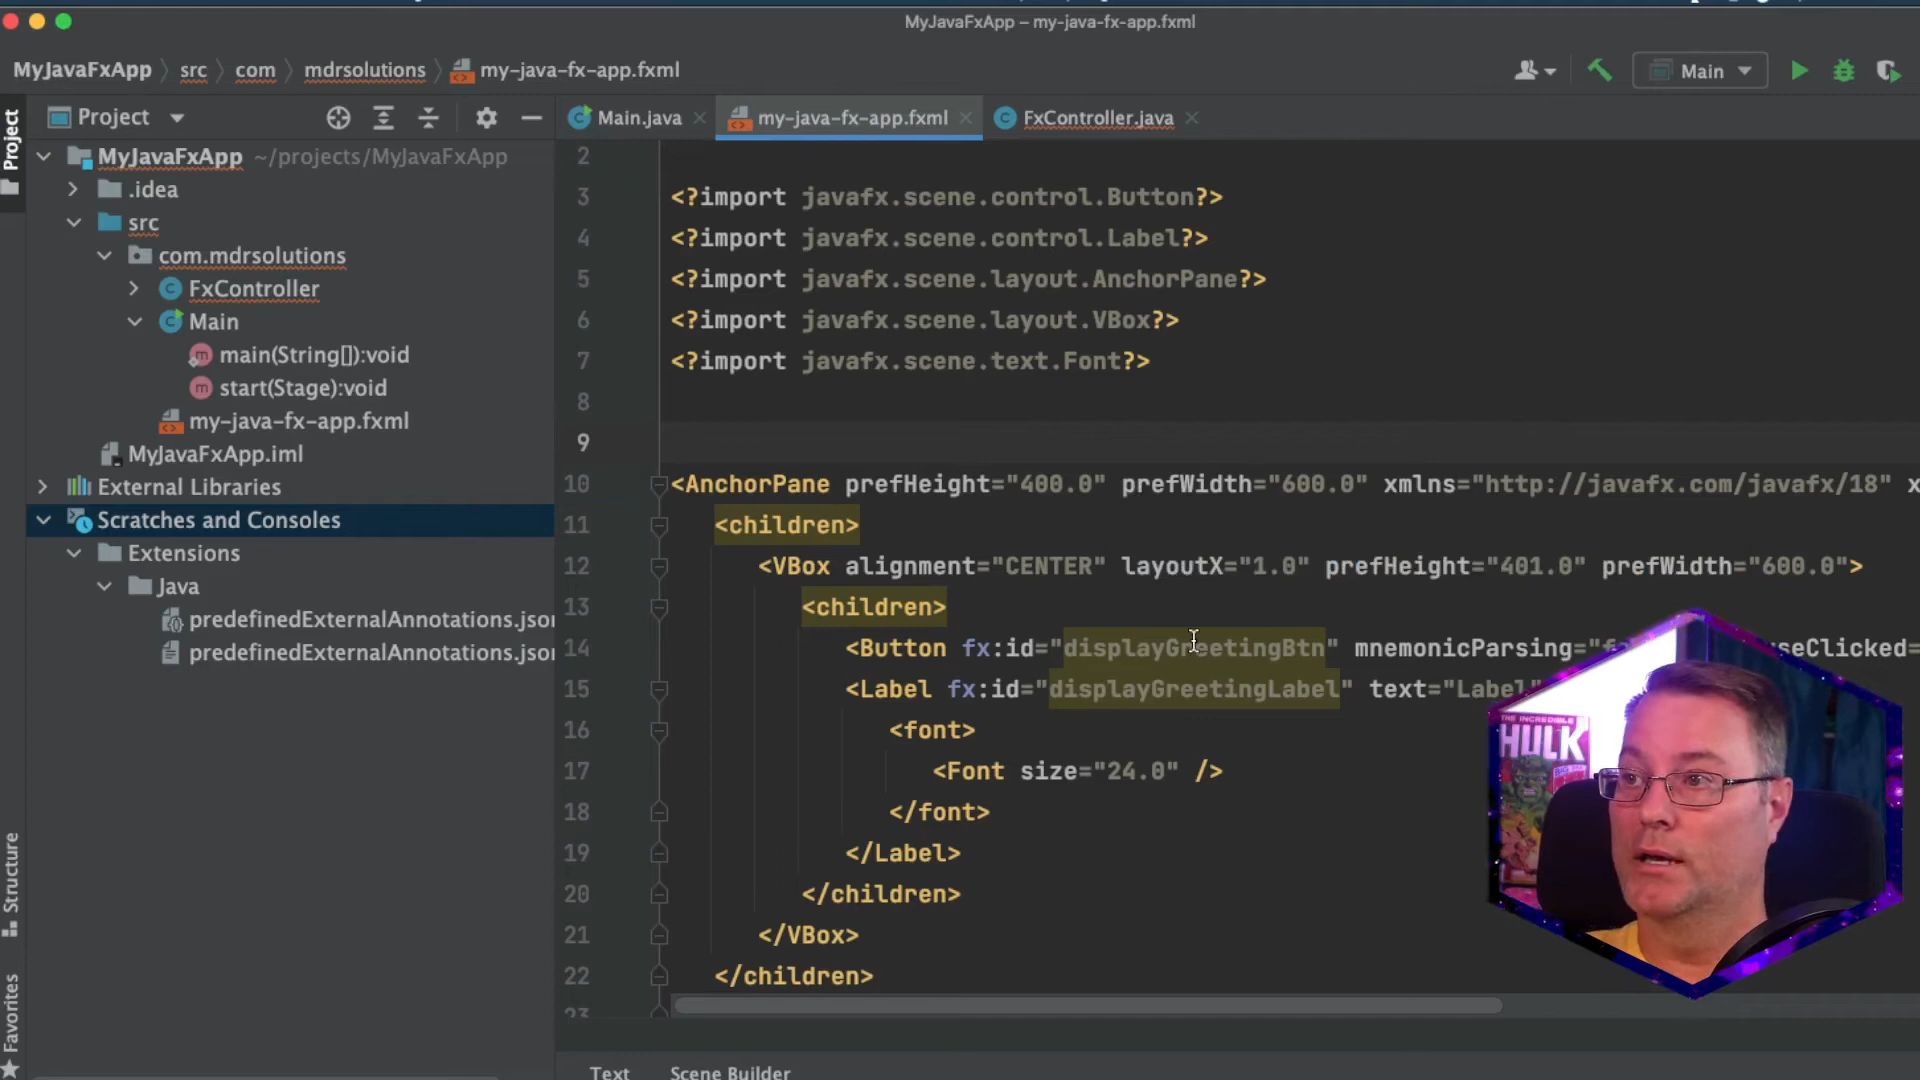 MyJavaFxApp – my-java-fx-app.fxml
MyJavaFxApp src com mdrsolutions my-java-fx-app.fxml
Main
Project
Project
Main.java
my-java-fx-app.fxml
FxController.java
MyJavaFxApp ~/projects/MyJavaFxApp
.idea
src
com.mdrsolutions
FxController
Main
main(String[]):void
start(Stage):void
my-java-fx-app.fxml
MyJavaFxApp.iml
External Libraries
Scratches and Consoles
Extensions
Java
predefinedExternalAnnotations.json
predefinedExternalAnnotations.json
Structure
Favorites
2
3 <?import javafx.scene.control.Button?>
4 <?import javafx.scene.control.Label?>
5 <?import javafx.scene.layout.AnchorPane?>
6 <?import javafx.scene.layout.VBox?>
7 <?import javafx.scene.text.Font?>
8
9
10 <AnchorPane prefHeight="400.0" prefWidth="600.0" xmlns="http://javafx.com/javafx/18" x
11 <children>
12 <VBox alignment="CENTER" layoutX="1.0" prefHeight="401.0" prefWidth="600.0">
13 <children>
14 <Button fx:id="displayGreetingBtn" mnemonicParsing="f seClicked=
15 <Label fx:id="displayGreetingLabel" text="Label"
16 <font>
17 <Font size="24.0" />
18 </font>
19 </Label>
20 </children>
21 </VBox>
22 </children>
23
Text Scene Builder
THE INCREDIBLE
HULK